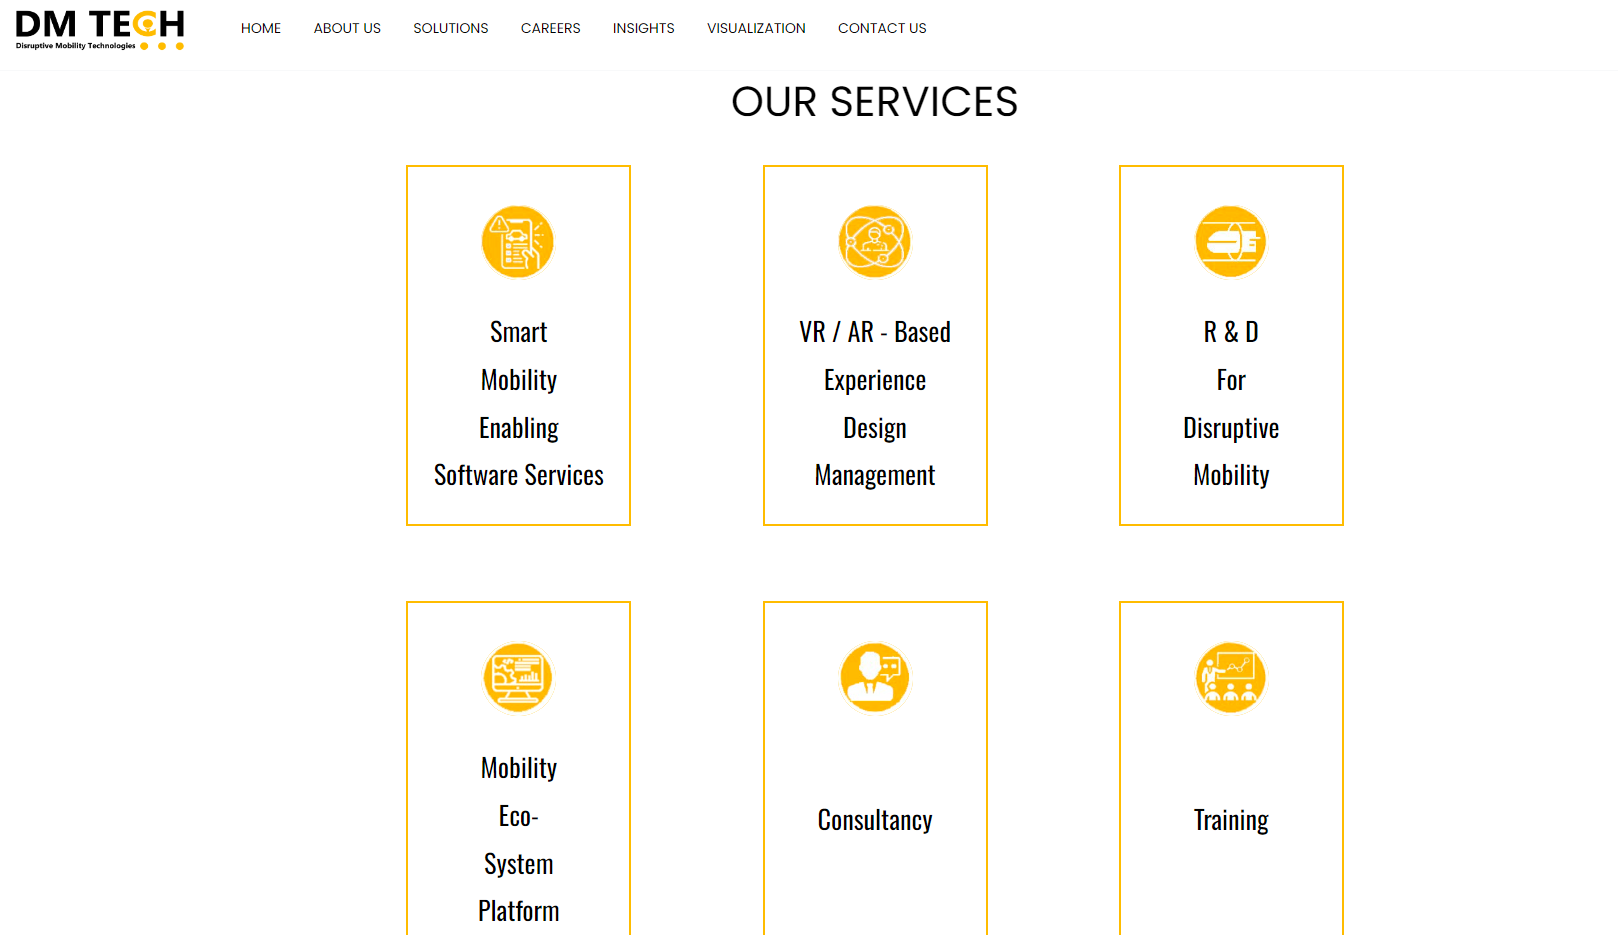 DM TECH
Disruptive Mobility Technologies
HOME ABOUT US SOLUTIONS CAREERS INSIGHTS VISUALIZATION CONTACT US
OUR SERVICES
Smart
Mobility
Enabling
Software Services
VR / AR - Based
Experience
Design
Management
R & D
For
Disruptive
Mobility
Mobility
Eco-
System
Platform
Consultancy
Training